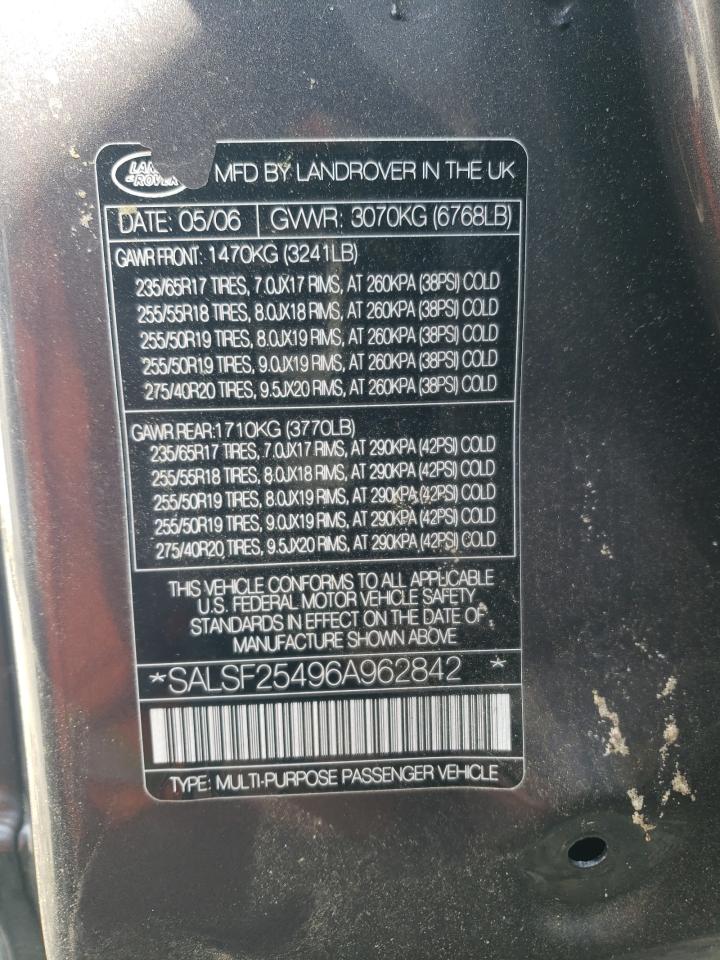 LAND
ROVER
MFD BY LANDROVER IN THE UK
DATE: 05/06 GVWR: 3070KG (6768LB)
GAWR FRONT: 1470KG (3241LB)
235/65R17 TIRES, 7.0JX17 RIMS, AT 260KPA (38PSI) COLD
255/55R18 TIRES, 8.0JX18 RIMS, AT 260KPA (38PSI) COLD
255/50R19 TIRES, 8.0JX19 RIMS, AT 260KPA (38PSI) COLD
255/50R19 TIRES, 9.0JX19 RIMS, AT 260KPA (38PSI) COLD
275/40R20 TIRES, 9.5JX20 RIMS, AT 260KPA (38PSI) COLD
GAWR REAR: 1710KG (3770LB)
235/65R17 TIRES, 7.0JX17 RIMS, AT 290KPA (42PSI) COLD
255/55R18 TIRES, 8.0JX18 RIMS, AT 290KPA (42PSI) COLD
255/50R19 TIRES, 8.0JX19 RIMS, AT 290KPA (42PSI) COLD
255/50R19 TIRES, 9.0JX19 RIMS, AT 290KPA (42PSI) COLD
275/40R20 TIRES, 9.5JX20 RIMS, AT 290KPA (42PSI) COLD
THIS VEHICLE CONFORMS TO ALL APPLICABLE
U.S. FEDERAL MOTOR VEHICLE SAFETY
STANDARDS IN EFFECT ON THE DATE OF
MANUFACTURE SHOWN ABOVE
*SALSF25496A962842 *
TYPE: MULTI-PURPOSE PASSENGER VEHICLE